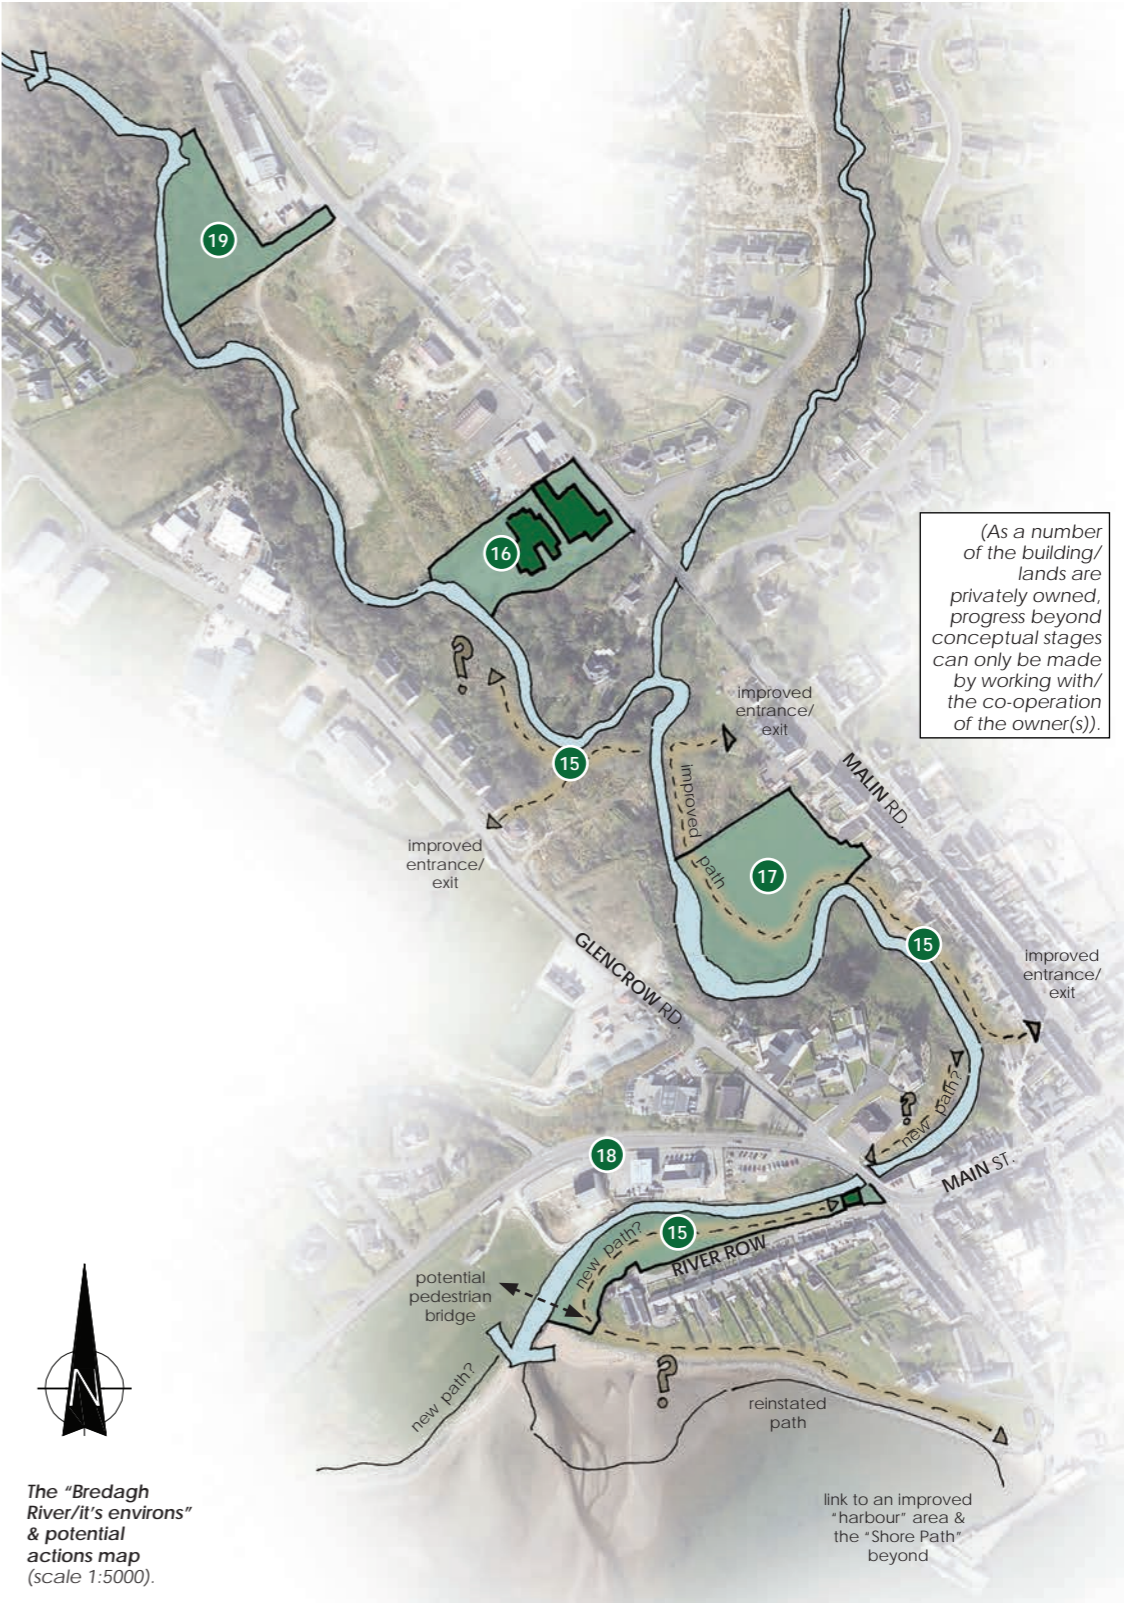 19
16
(As a number
of the building/
lands are
privately owned,
progress beyond
conceptual stages
can only be made
by working with/
the co-operation
of the owner(s)).
?
improved
entrance/
exit
15
MALIN RD.
improved
path
improved
entrance/
exit
17
GLENCROW RD.
15
improved
entrance/
exit
?
new path?
18
MAIN ST.
15
new path?
RIVER ROW
potential
pedestrian
bridge
new path?
?
reinstated
path
N
link to an improved
"harbour" area &
the "Shore Path"
beyond
The "Bredagh
River/it's environs"
& potential
actions map
(scale 1:5000).